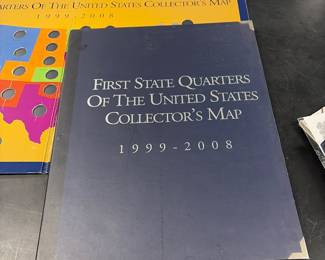 ARTERS OF THE UNITED STATES COLLECTOR'S MAP
1999-2008
FIRST STATE QUARTERS
OF THE UNITED STATES
COLLECTOR'S MAP
1999-2008